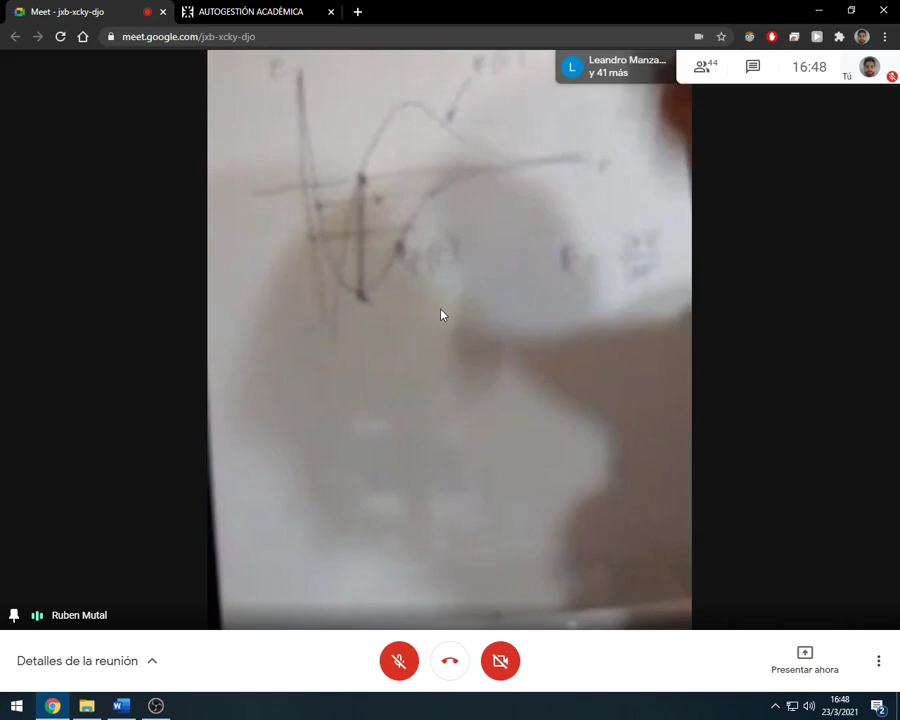 Meet - jxb-xcky-djo
AUTOGESTIÓN ACADÉMICA
meet.google.com/jxb-xcky-djo
L
Leandro Manza...
y 41 más
44
16:48
Tú
Ruben Mutal
Detalles de la reunión
Presentar ahora
16:48
23/3/2021
2